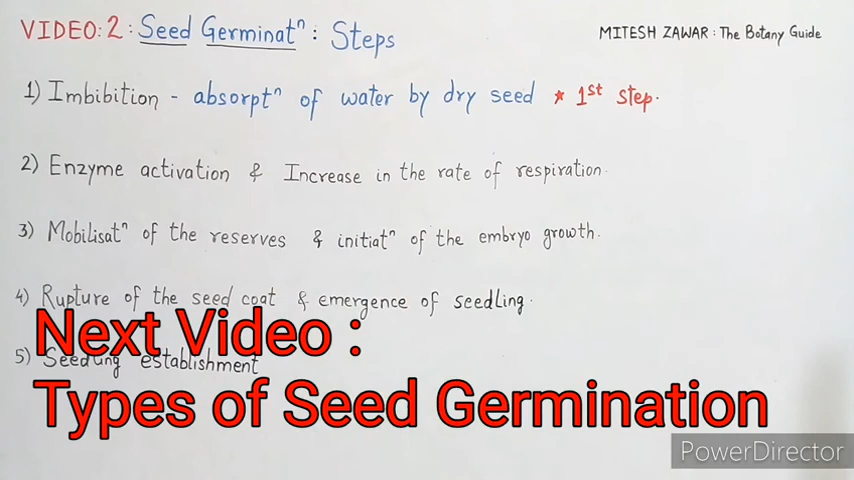 VIDEO:2: Seed Germinatⁿ: Steps
MITESH ZAWAR: The Botany Guide
1) Imbibition - absorptⁿ of water by dry seed * 1st step.
2) Enzyme activation & Increase in the rate of respiration.
3) Mobilisatⁿ of the reserves & initiatⁿ of the embryo growth.
4) Rupture of the seed coat & emergence of seedling.
Next Video :
5) Seedling establishment
Types of Seed Germination
PowerDirector